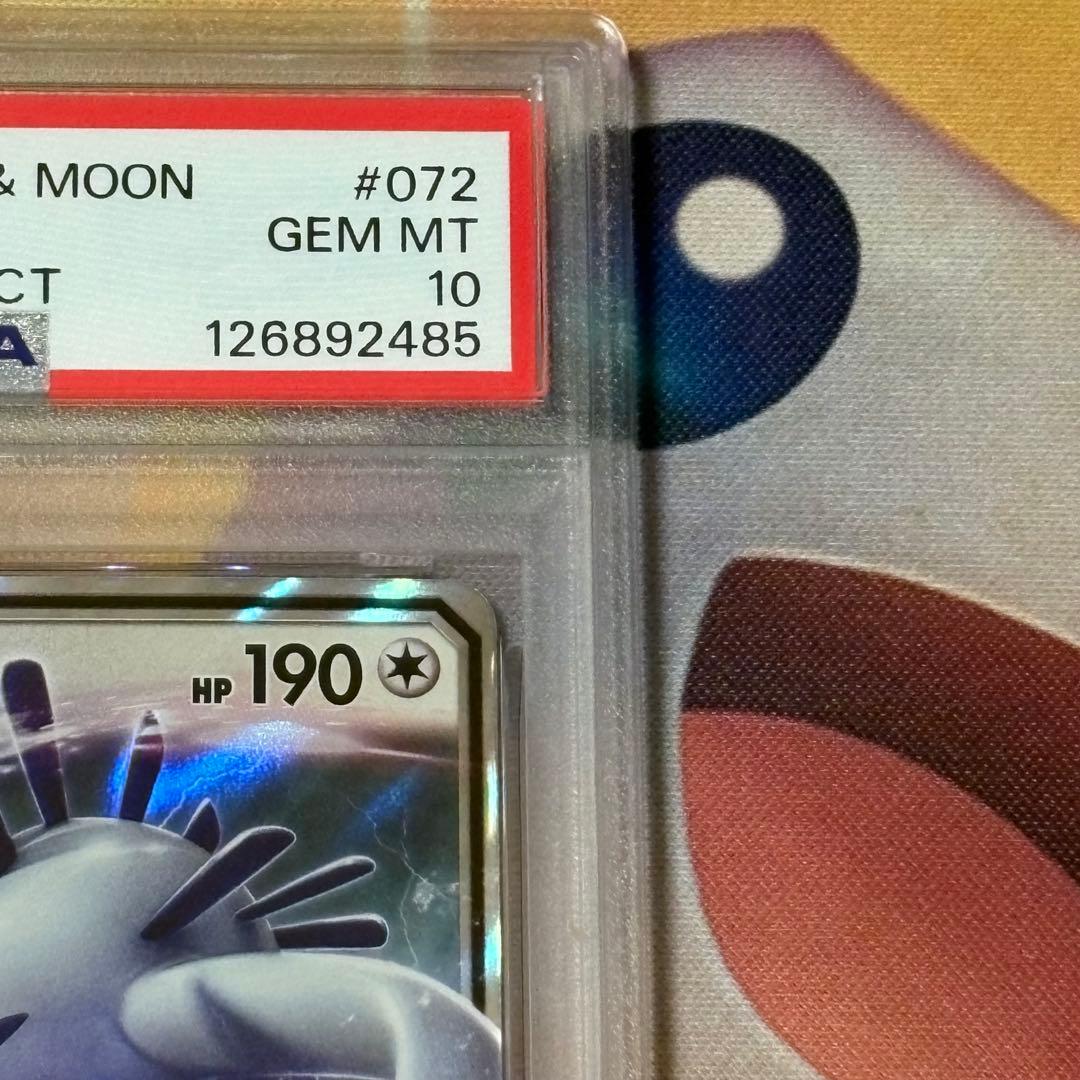 & MOON #072
GEM MT
CT 10
A 126892485
HP 190